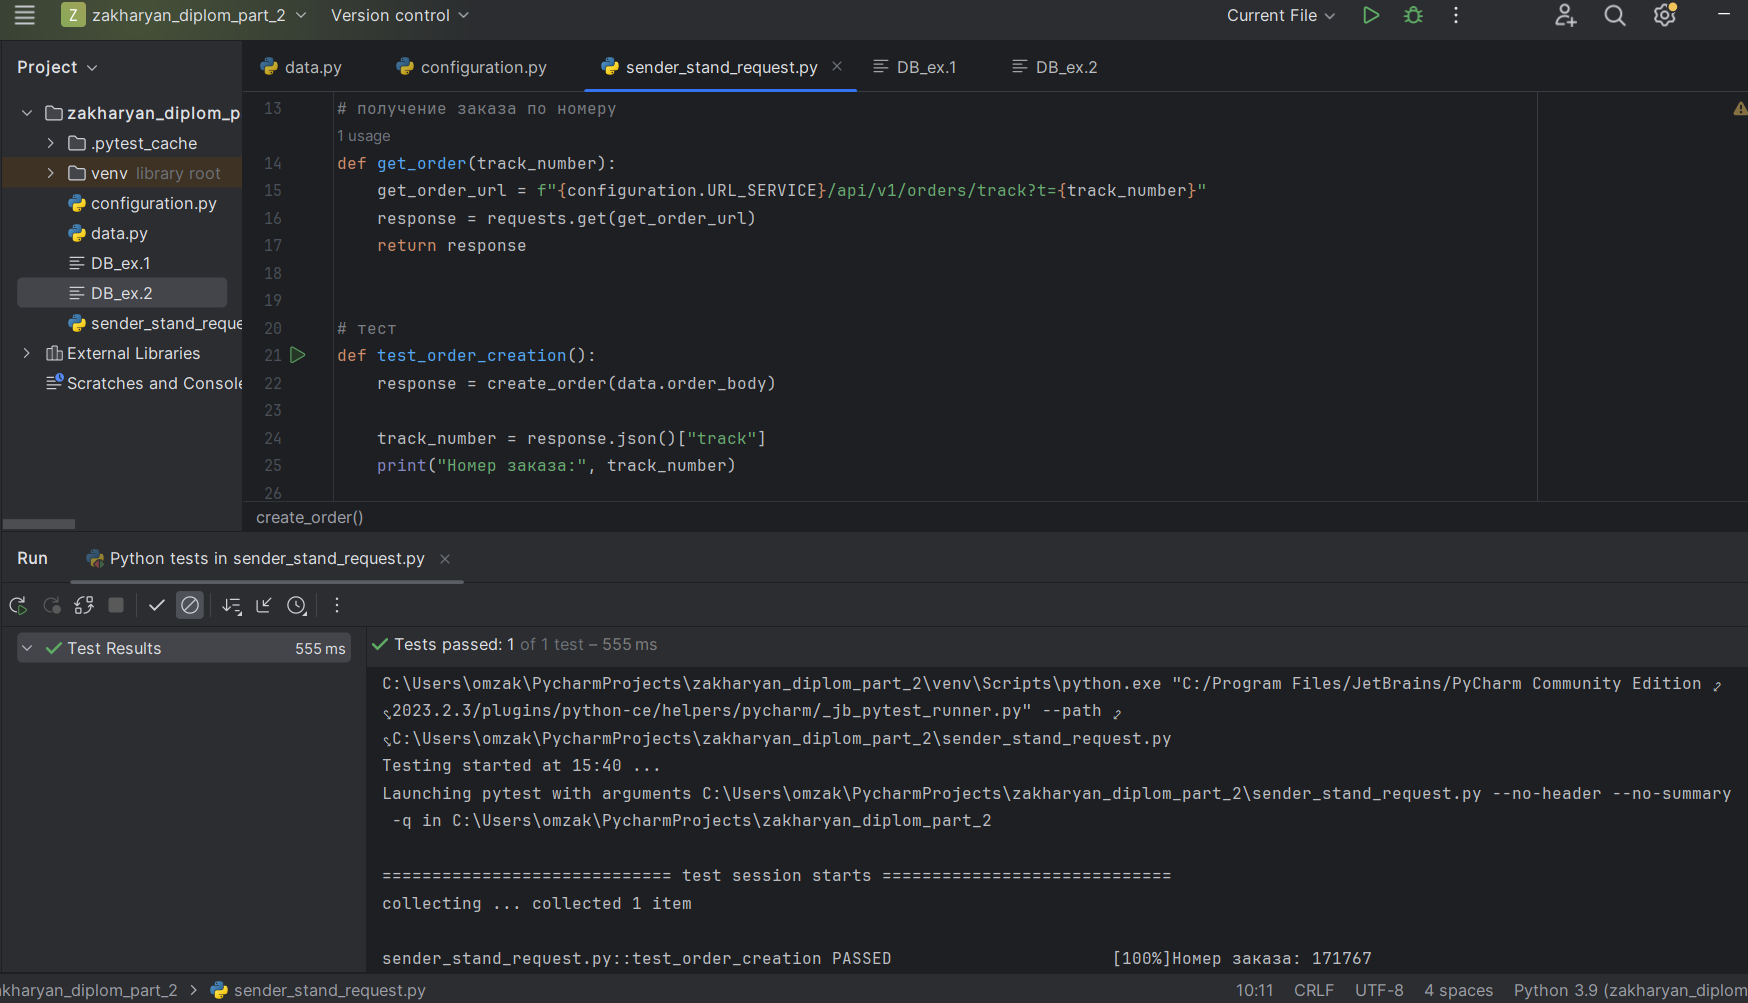 Z zakharyan_diplom_part_2 Version control Current File
Project
data.py configuration.py sender_stand_request.py DB_ex.1 DB_ex.2
zakharyan_diplom_p
.pytest_cache
venv library root
configuration.py
data.py
DB_ex.1
DB_ex.2
sender_stand_reque
External Libraries
Scratches and Console
13 # получение заказа по номеру
1 usage
14 def get_order(track_number):
15 get_order_url = f"{configuration.URL_SERVICE}/api/v1/orders/track?t={track_number}"
16 response = requests.get(get_order_url)
17 return response
18
19
20 # тест
21 def test_order_creation():
22 response = create_order(data.order_body)
23
24 track_number = response.json()["track"]
25 print("Номер заказа:", track_number)
26
create_order()
Run Python tests in sender_stand_request.py
Test Results 555 ms
Tests passed: 1 of 1 test – 555 ms
C:\Users\omzak\PycharmProjects\zakharyan_diplom_part_2\venv\Scripts\python.exe "C:/Program Files/JetBrains/PyCharm Community Edition
2023.2.3/plugins/python-ce/helpers/pycharm/_jb_pytest_runner.py" --path
C:\Users\omzak\PycharmProjects\zakharyan_diplom_part_2\sender_stand_request.py
Testing started at 15:40 ...
Launching pytest with arguments C:\Users\omzak\PycharmProjects\zakharyan_diplom_part_2\sender_stand_request.py --no-header --no-summary
-q in C:\Users\omzak\PycharmProjects\zakharyan_diplom_part_2
============================= test session starts =============================
collecting ... collected 1 item
sender_stand_request.py::test_order_creation PASSED [100%]Номер заказа: 171767
akharyan_diplom_part_2 > sender_stand_request.py 10:11 CRLF UTF-8 4 spaces Python 3.9 (zakharyan_diplom